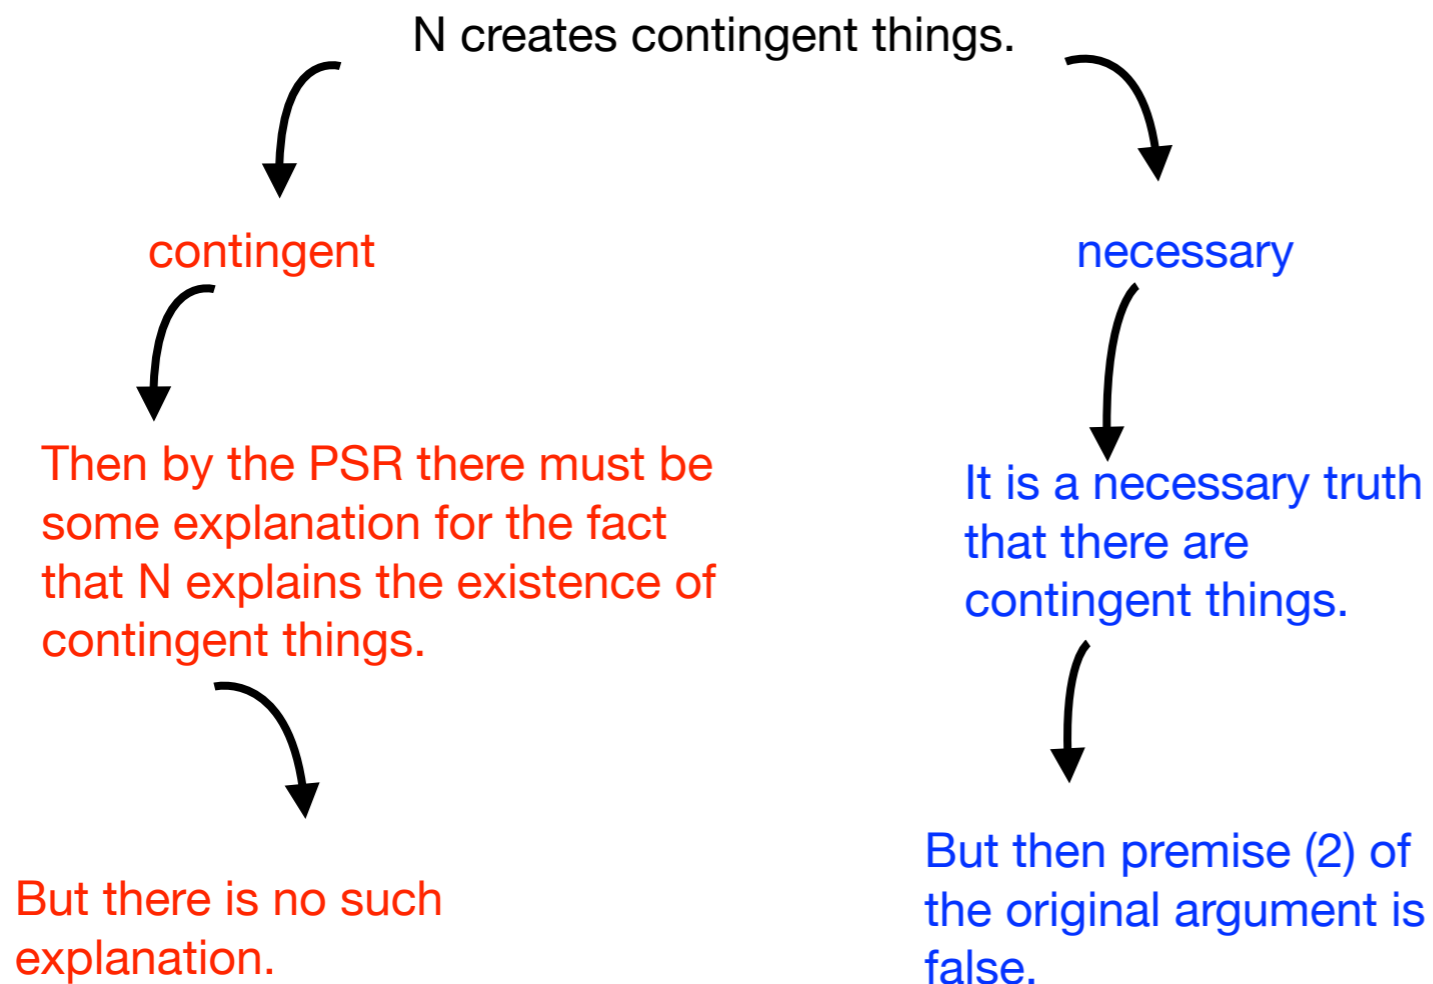 N creates contingent things.
contingent
necessary
Then by the PSR there must be
some explanation for the fact
that N explains the existence of
contingent things.
It is a necessary truth
that there are
contingent things.
But there is no such
explanation.
But then premise (2) of
the original argument is
false.